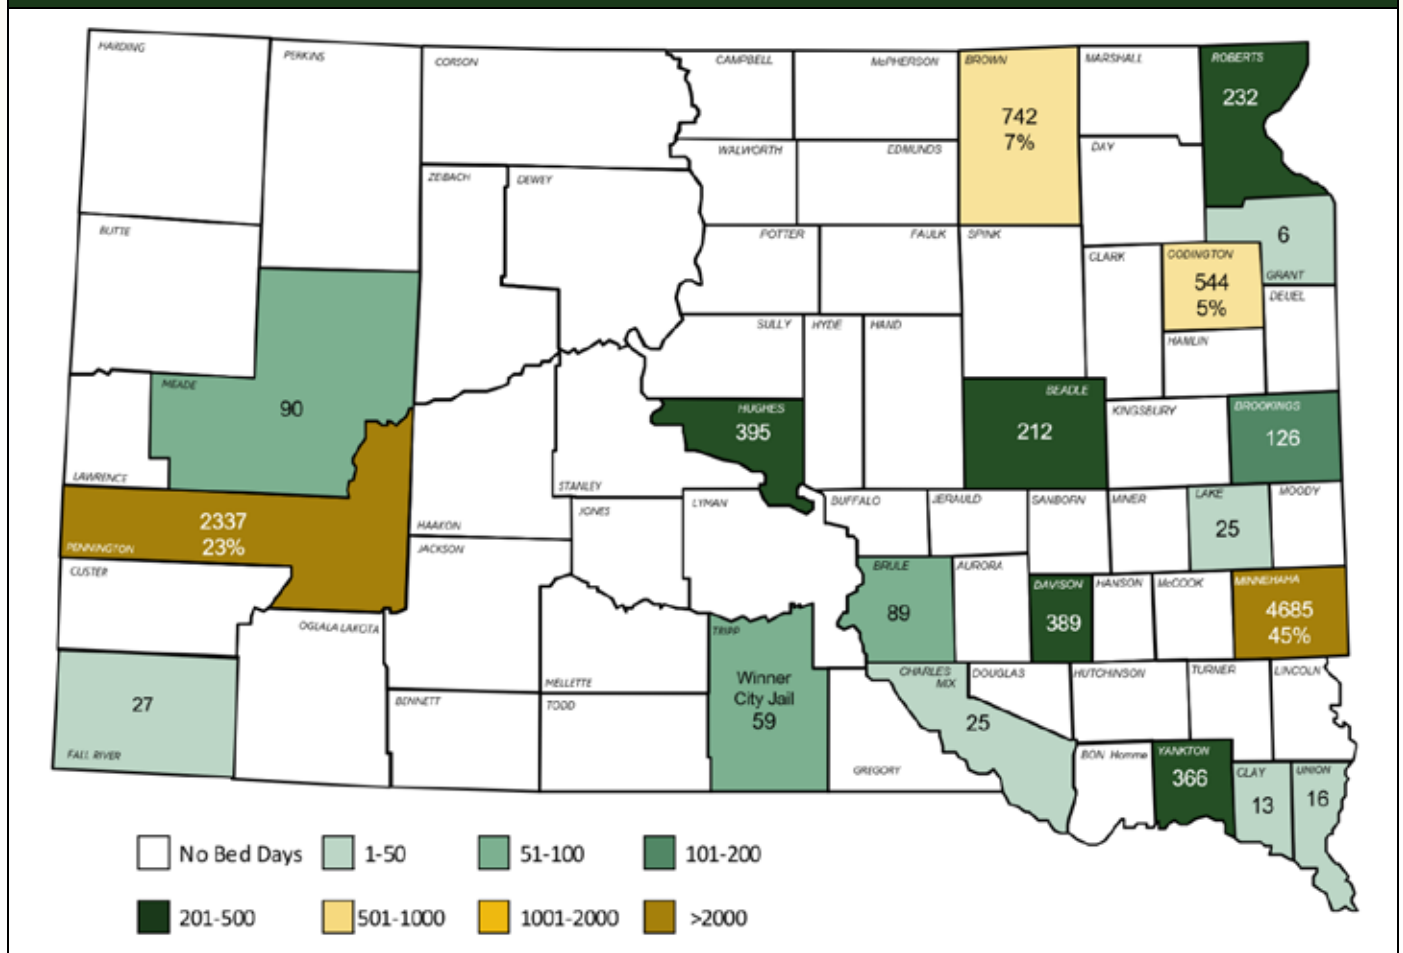 HARDING
PERKINS
CORSON
CAMPBELL
McPHERSON
BROWN
742
7%
MARSHALL
ROBERTS
232
WALWORTH
EDMUNDS
DAY
ZEIBACH
DEWEY
BUTTE
POTTER
FAULK
SPINK
6
GRANT
CLARK
CODINGTON
544
5%
DEUEL
SULLY
HYDE
HAND
HAMLIN
MEADE
90
HUGHES
395
BEADLE
212
KINGSBURY
BROOKINGS
126
LAWRENCE
STANLEY
LYMAN
BUFFALO
JERAULD
SANBORN
MINER
LAKE
25
MOODY
2337
23%
PENNINGTON
HAAKON
JONES
JACKSON
CUSTER
BRULE
89
AURORA
DAVISON
389
HANSON
McCOOK
MINNEHAHA
4685
45%
OGLALA LAKOTA
TRIPP
Winner
City Jail
59
MELLETTE
CHARLES
MIX
25
DOUGLAS
HUTCHINSON
TURNER
LINCOLN
27
FALL RIVER
BENNETT
TODD
GREGORY
BON Homme
YANKTON
366
CLAY
13
UNION
16
No Bed Days
1-50
51-100
101-200
201-500
501-1000
1001-2000
>2000